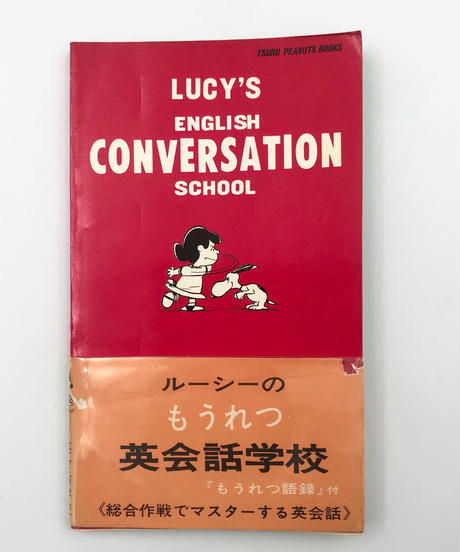 TSURU PEANUTS BOOKS
LUCY'S
ENGLISH
CONVERSATION
SCHOOL
ルーシーの
もうれつ
英会話学校
『もうれつ語録』付
《総合作戦でマスターする英会話》